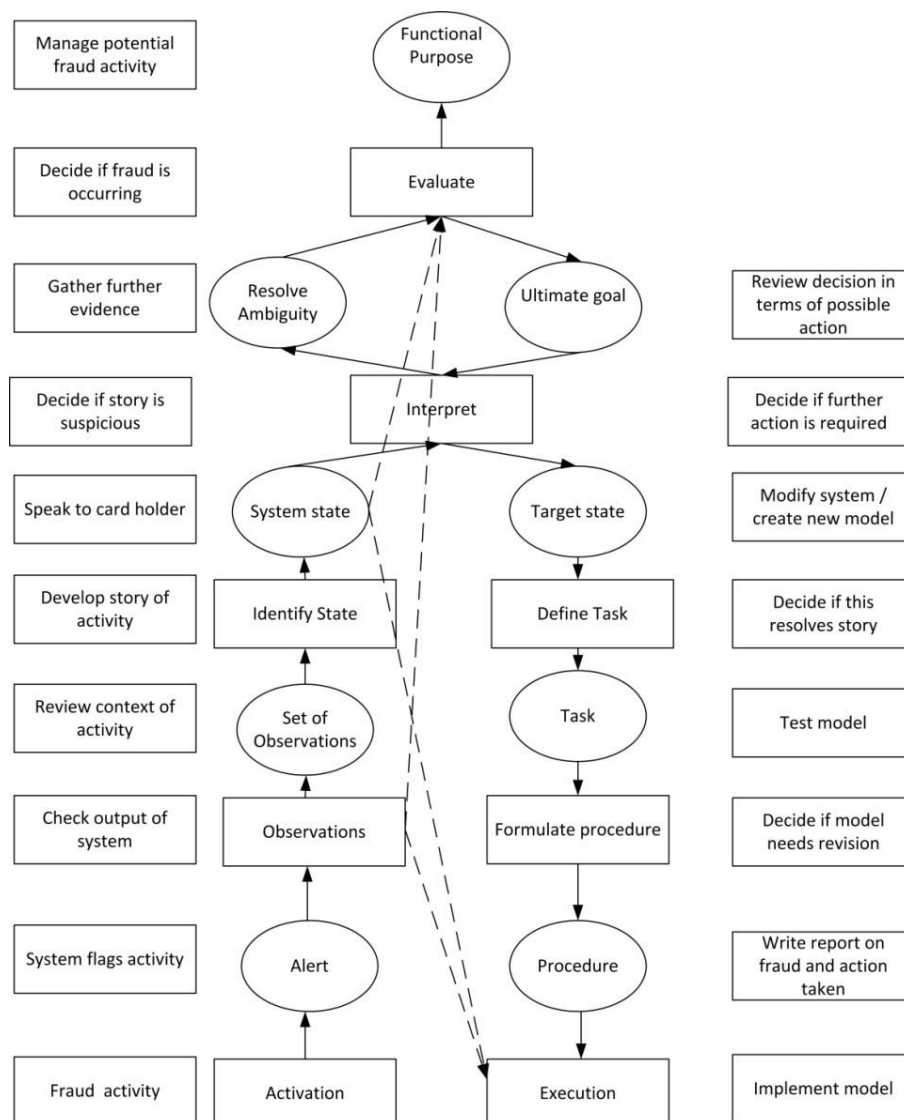 Manage potential
fraud activity
Functional
Purpose
Decide if fraud is
occurring
Evaluate
Gather further
evidence
Resolve
Ambiguity
Ultimate goal
Review decision in
terms of possible
action
Decide if story is
suspicious
Interpret
Decide if further
action is required
Speak to card holder
System state
Target state
Modify system /
create new model
Develop story of
activity
Identify State
Define Task
Decide if this
resolves story
Review context of
activity
Set of
Observations
Task
Test model
Check output of
system
Observations
Formulate procedure
Decide if model
needs revision
System flags activity
Alert
Procedure
Write report on
fraud and action
taken
Fraud activity
Activation
Execution
Implement model